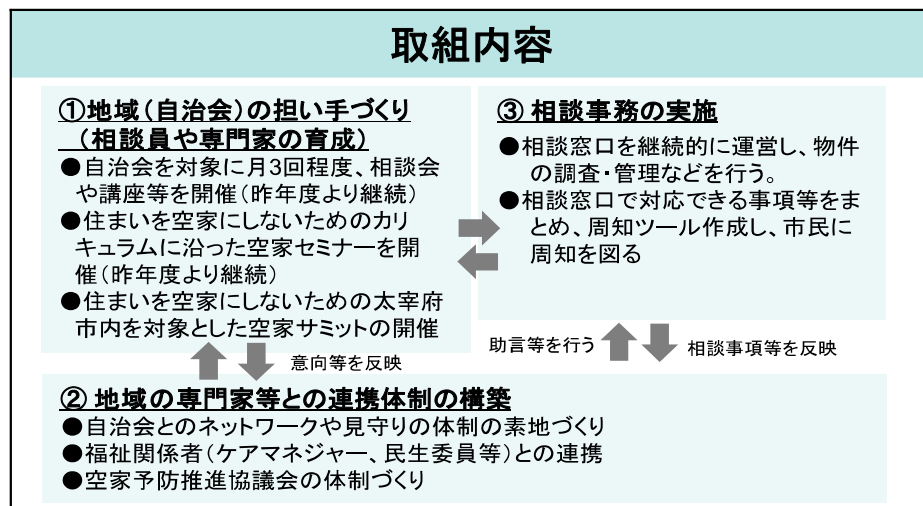 取組内容
①地域(自治会)の担い手づくり
(相談員や専門家の育成)
●自治会を対象に月3回程度、相談会
や講座等を開催(昨年度より継続)
●住まいを空家にしないためのカリ
キュラムに沿った空家セミナーを開
催(昨年度より継続)
●住まいを空家にしないための太宰府
市内を対象とした空家サミットの開催
③ 相談事務の実施
●相談窓口を継続的に運営し、物件
の調査・管理などを行う。
●相談窓口で対応できる事項等をま
とめ、周知ツール作成し、市民に
周知を図る
意向等を反映
助言等を行う
相談事項等を反映
② 地域の専門家等との連携体制の構築
●自治会とのネットワークや見守りの体制の素地づくり
●福祉関係者(ケアマネジャー、民生委員等)との連携
●空家予防推進協議会の体制づくり